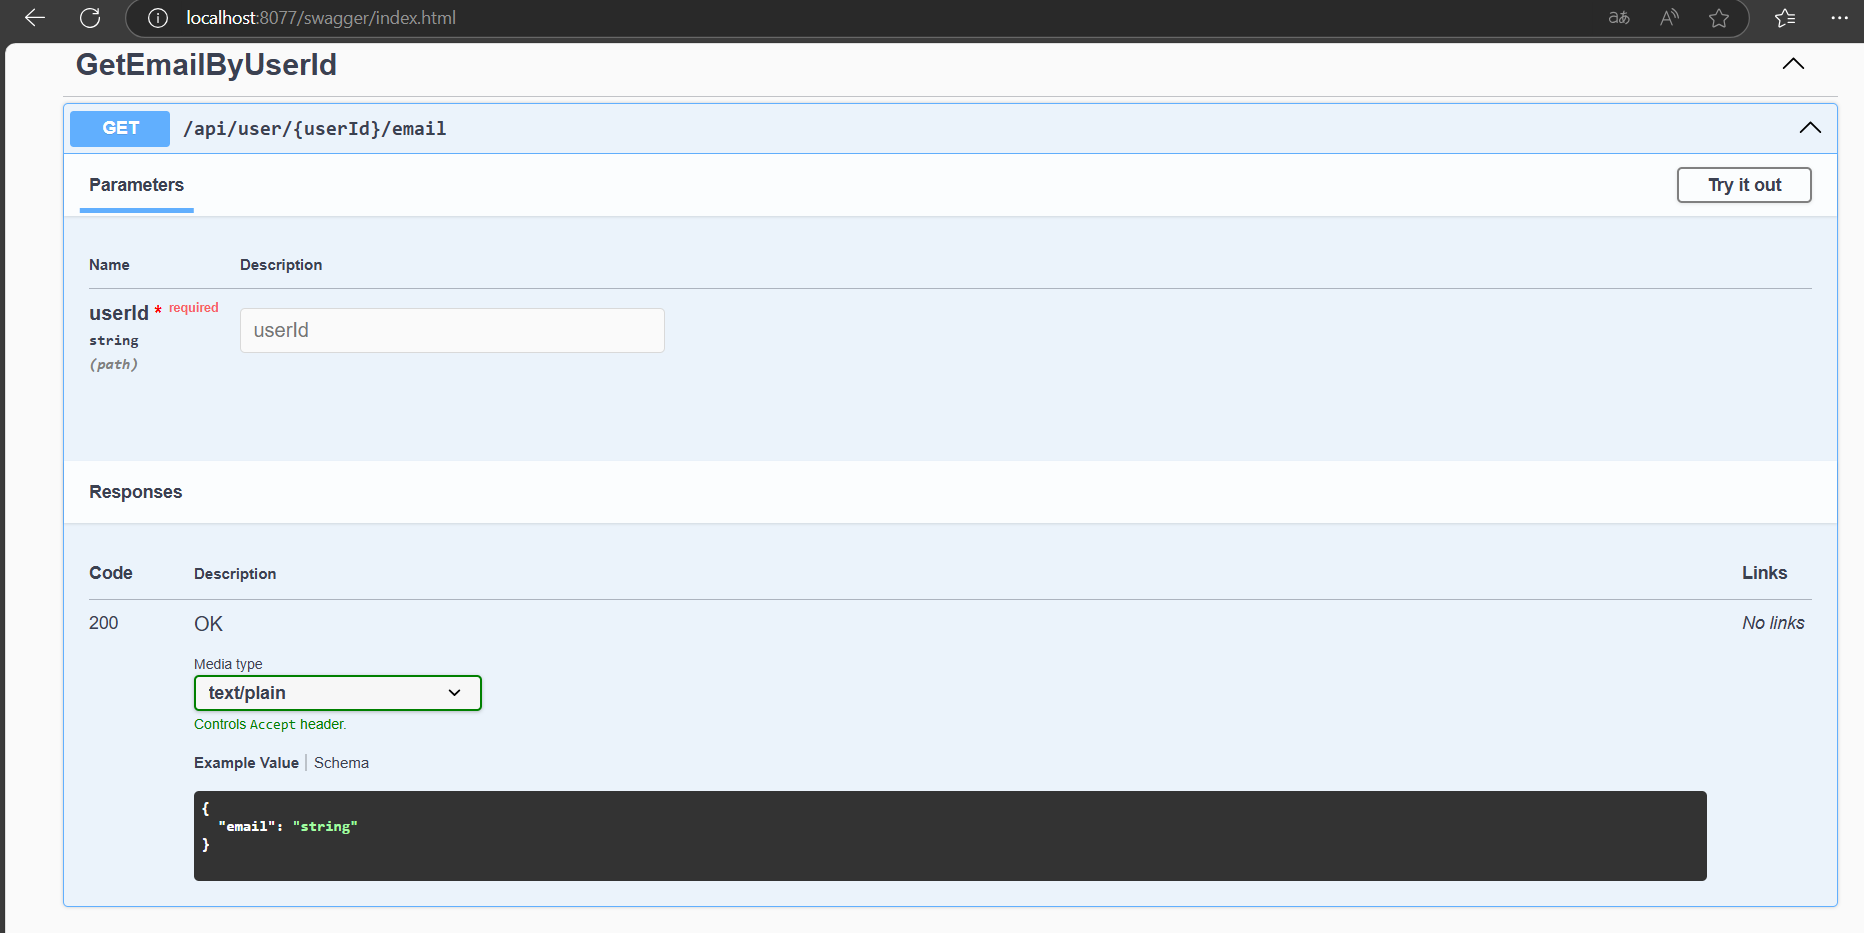 localhost:8077/swagger/index.html
GetEmailByUserId
GET /api/user/{userId}/email
Parameters
Try it out
Name Description
userId * required
string
(path)
userId
Responses
Code Description Links
200 OK No links
Media type
text/plain
Controls Accept header.
Example Value | Schema
{
  "email": "string"
}